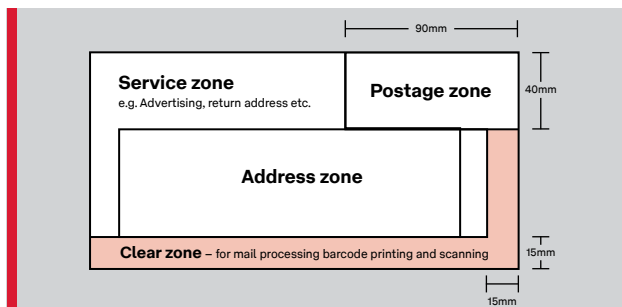 90mm
Service zone
e.g. Advertising, return address etc.
Postage zone
40mm
Address zone
Clear zone – for mail processing barcode printing and scanning
15mm
15mm